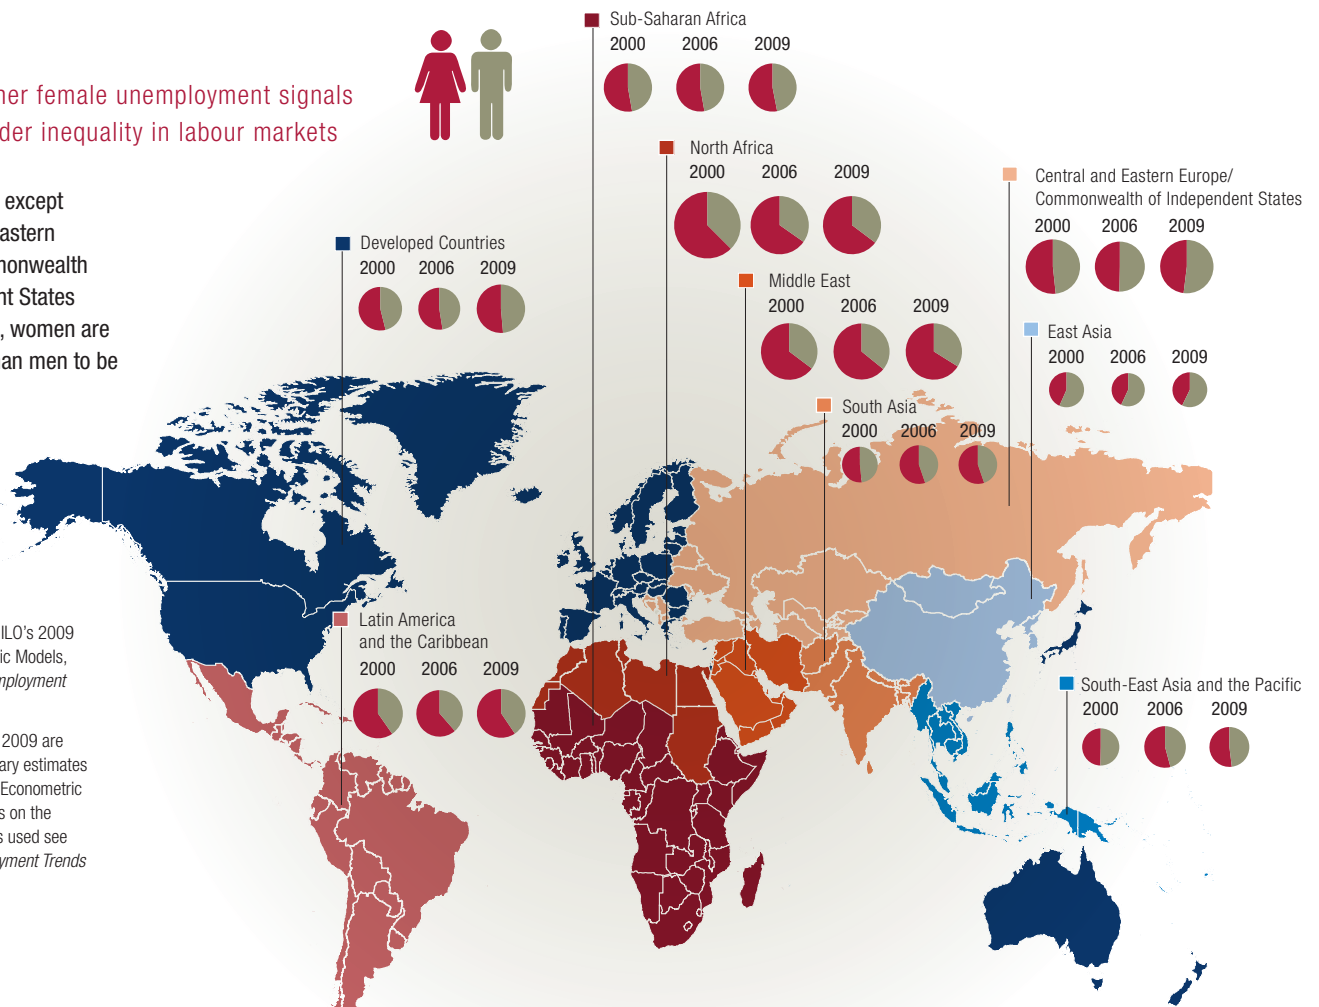 her female unemployment signals
der inequality in labour markets
except
astern
nonwealth
nt States
, women are
an men to be
ILO's 2009
ic Models,
mployment
2009 are
ary estimates
Econometric
s on the
s used see
yment Trends
Sub-Saharan Africa
2000 2006 2009
North Africa
2000 2006 2009
Central and Eastern Europe/
Commonwealth of Independent States
2000 2006 2009
Developed Countries
2000 2006 2009
Middle East
2000 2006 2009
East Asia
2000 2006 2009
South Asia
2000 2006 2009
Latin America
and the Caribbean
2000 2006 2009
South-East Asia and the Pacific
2000 2006 2009